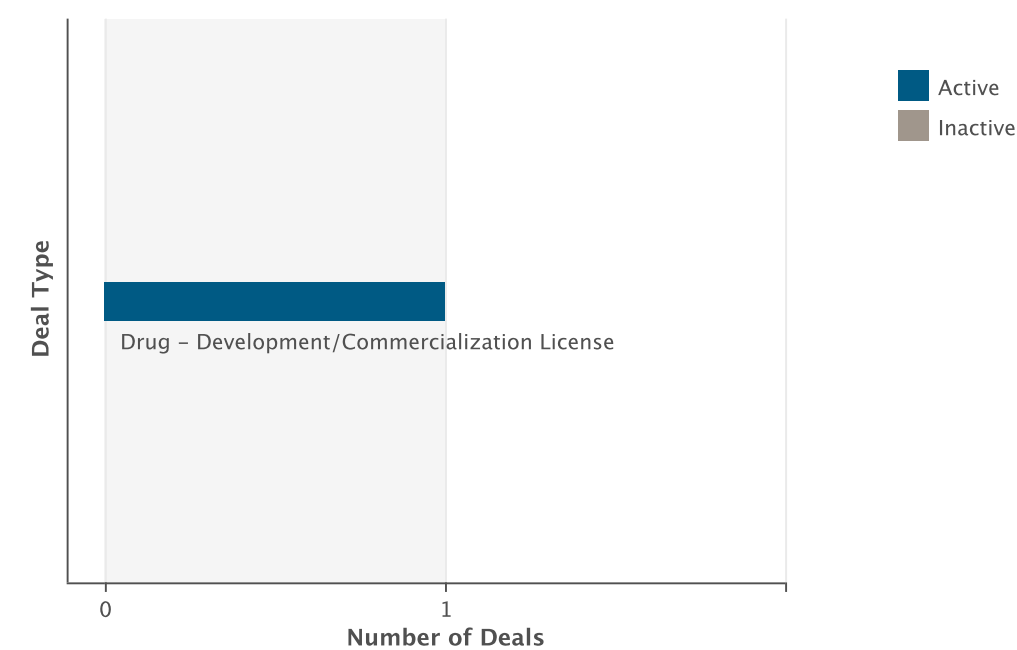 Active
Inactive
Deal Type
Drug – Development/Commercialization License
0
1
Number of Deals